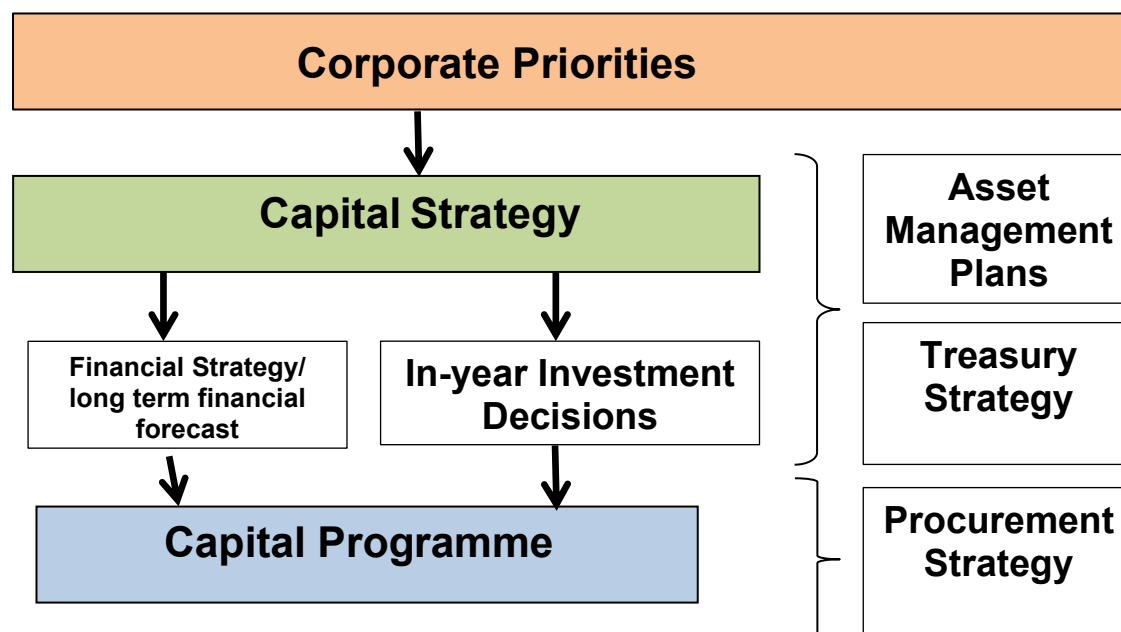 Corporate Priorities
Capital Strategy
Asset
Management
Plans
Financial Strategy/
long term financial
forecast
In-year Investment
Decisions
Treasury
Strategy
Capital Programme
Procurement
Strategy